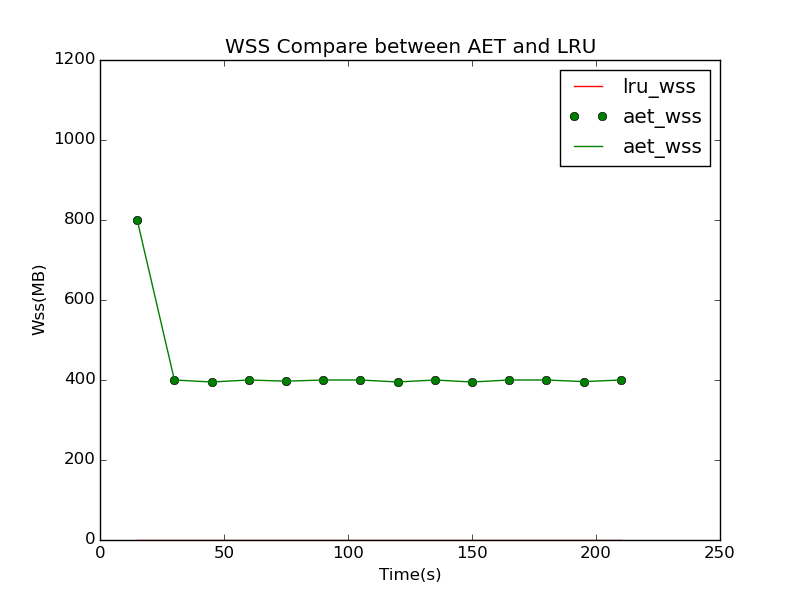 WSS Compare between AET and LRU
1200
1000
800
600
400
200
0
Wss(MB)
lru_wss
aet_wss
aet_wss
0 50 100 150 200 250
Time(s)